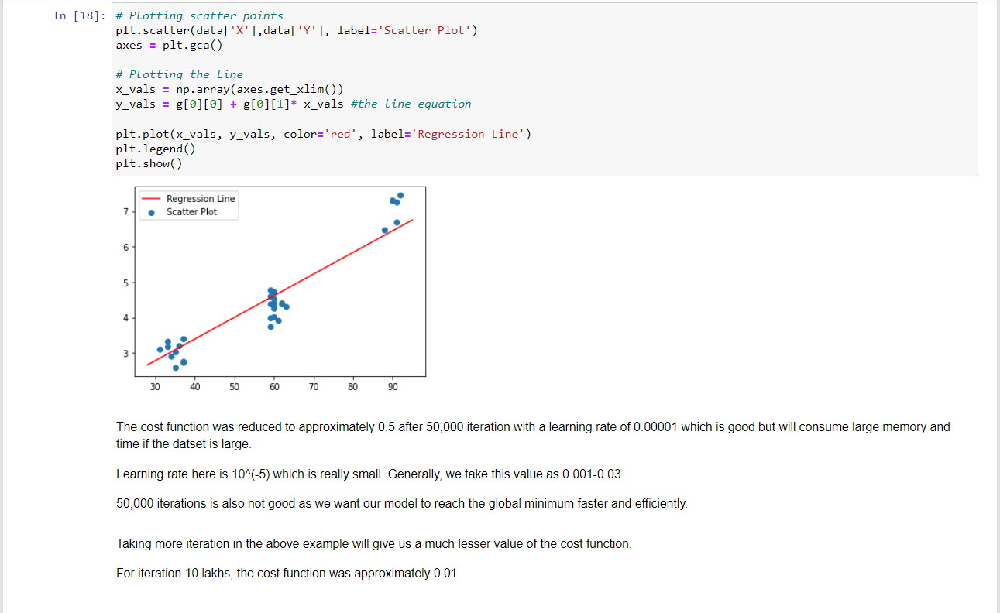 In [18]: # Plotting scatter points
plt.scatter(data['X'],data['Y'], label='Scatter Plot')
axes = plt.gca()
# Plotting the Line
x_vals = np.array(axes.get_xlim())
y_vals = g[0][0] + g[0][1]* x_vals #the line equation
plt.plot(x_vals, y_vals, color='red', label='Regression Line')
plt.legend()
plt.show()
Regression Line
Scatter Plot
7
6
5
4
3
30 40 50 60 70 80 90
The cost function was reduced to approximately 0.5 after 50,000 iteration with a learning rate of 0.00001 which is good but will consume large memory and
time if the datset is large.
Learning rate here is 10^(-5) which is really small. Generally, we take this value as 0.001-0.03.
50,000 iterations is also not good as we want our model to reach the global minimum faster and efficiently.
Taking more iteration in the above example will give us a much lesser value of the cost function.
For iteration 10 lakhs, the cost function was approximately 0.01